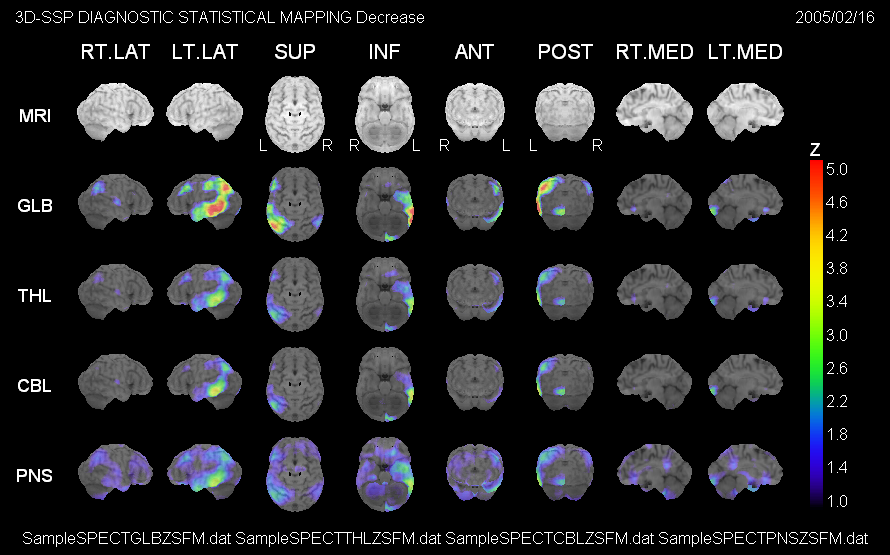 3D-SSP DIAGNOSTIC STATISTICAL MAPPING Decrease 2005/02/16
RT.LAT LT.LAT SUP INF ANT POST RT.MED LT.MED
MRI
L R R L R L L R
Z
5.0
GLB
4.6
4.2
3.8
THL
3.4
3.0
2.6
CBL
2.2
1.8
PNS
1.4
1.0
SampleSPECTGLBZSFM.dat SampleSPECTTHLZSFM.dat SampleSPECTCBLZSFM.dat SampleSPECTPNSZSFM.dat